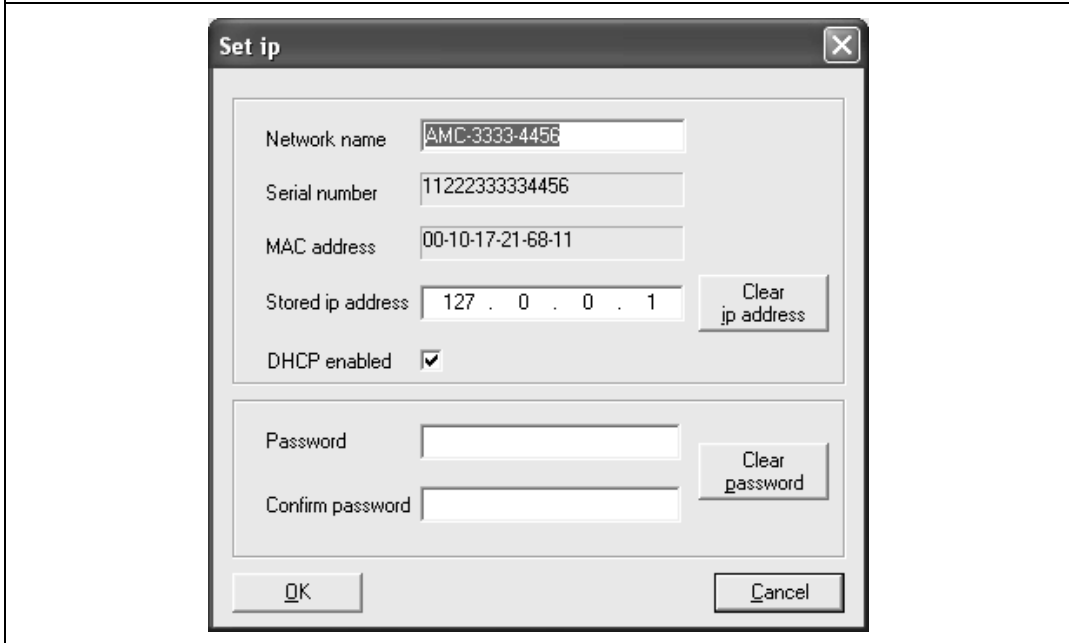 Set ip
Network name AMC-3333-4456
Serial number 11222333334456
MAC address 00-10-17-21-68-11
Stored ip address 127 . 0 . 0 . 1
Clear
ip address
DHCP enabled
Password
Clear
password
Confirm password
OK Cancel